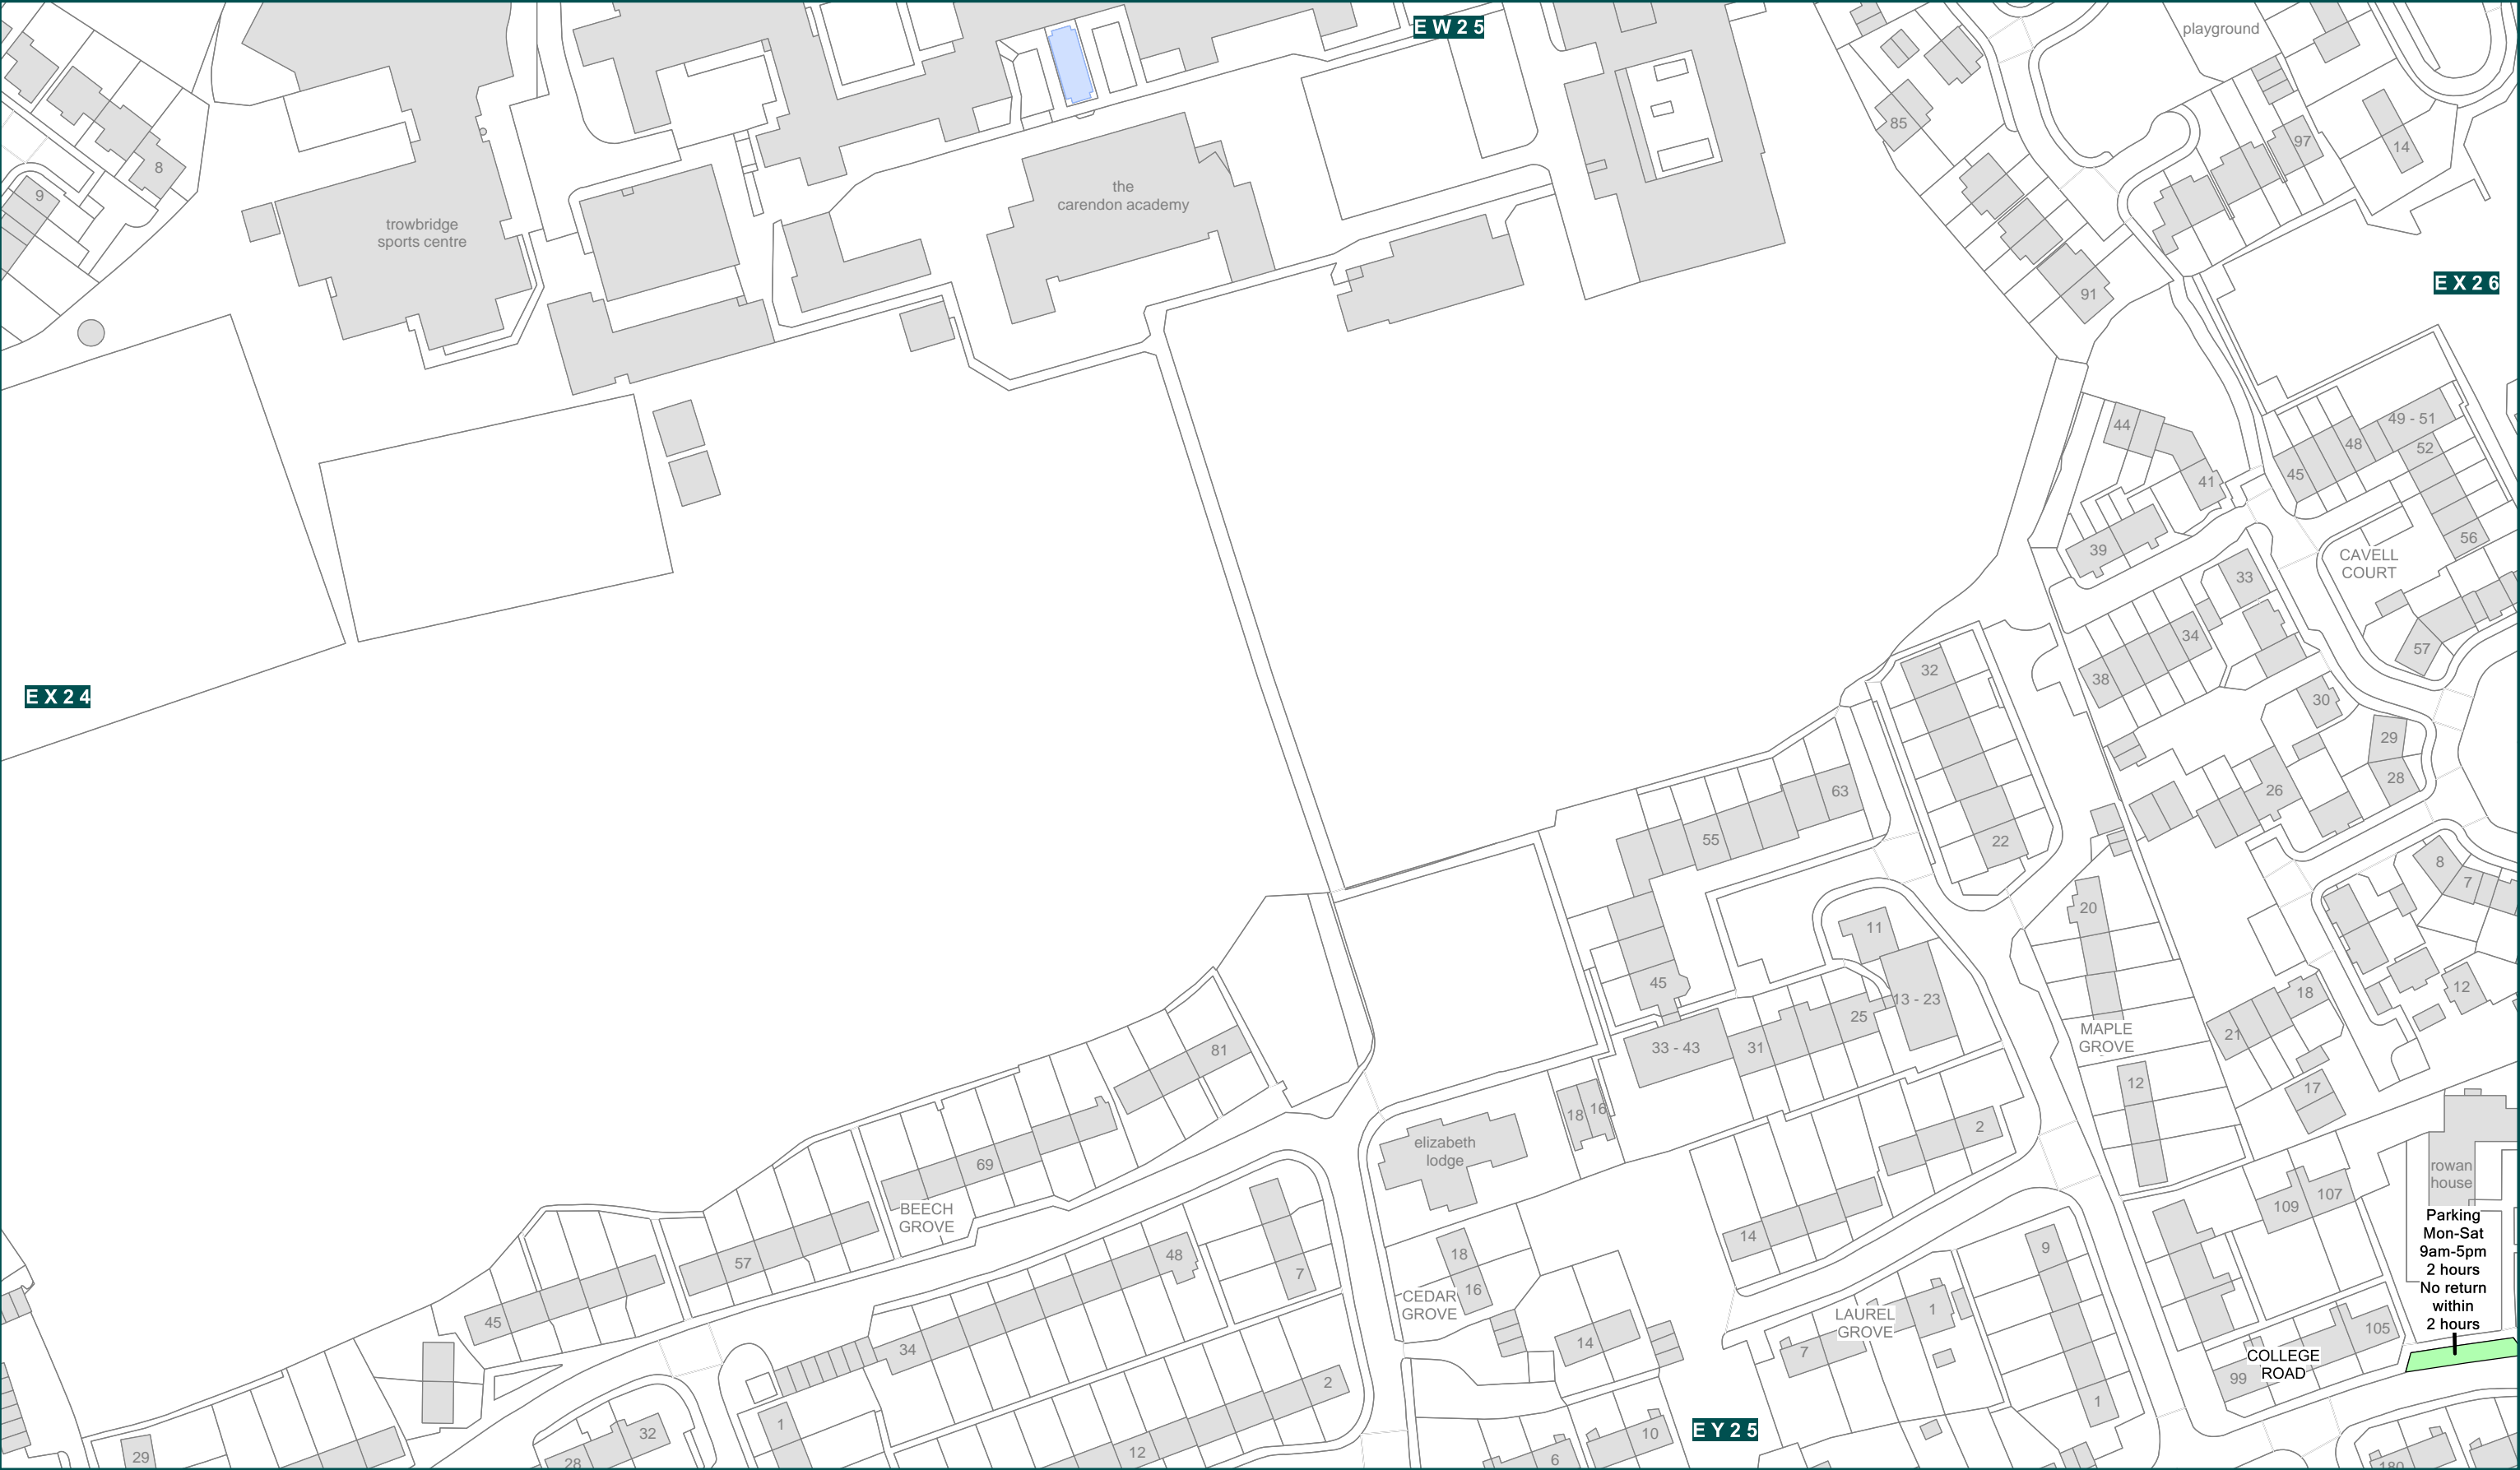 E W 2 5
playground
85
97
14
8
9
the
carendon academy
trowbridge
sports centre
E X 2 6
91
44
49 - 51
48
52
45
41
56
39
CAVELL
COURT
33
34
57
32
38
30
E X 2 4
29
28
26
63
55
22
8
7
20
11
45
12
18
13 - 23
25
21
MAPLE
GROVE
33 - 43
31
81
12
17
18
16
2
elizabeth
lodge
69
rowan
house
107
109
BEECH
GROVE
Parking
Mon-Sat
9am-5pm
2 hours
No return
within
2 hours
14
9
18
48
57
7
16
CEDAR
GROVE
1
LAUREL
GROVE
45
105
14
34
7
COLLEGE
ROAD
99
2
1
1
E Y 2 5
32
10
12
29
28
6
180